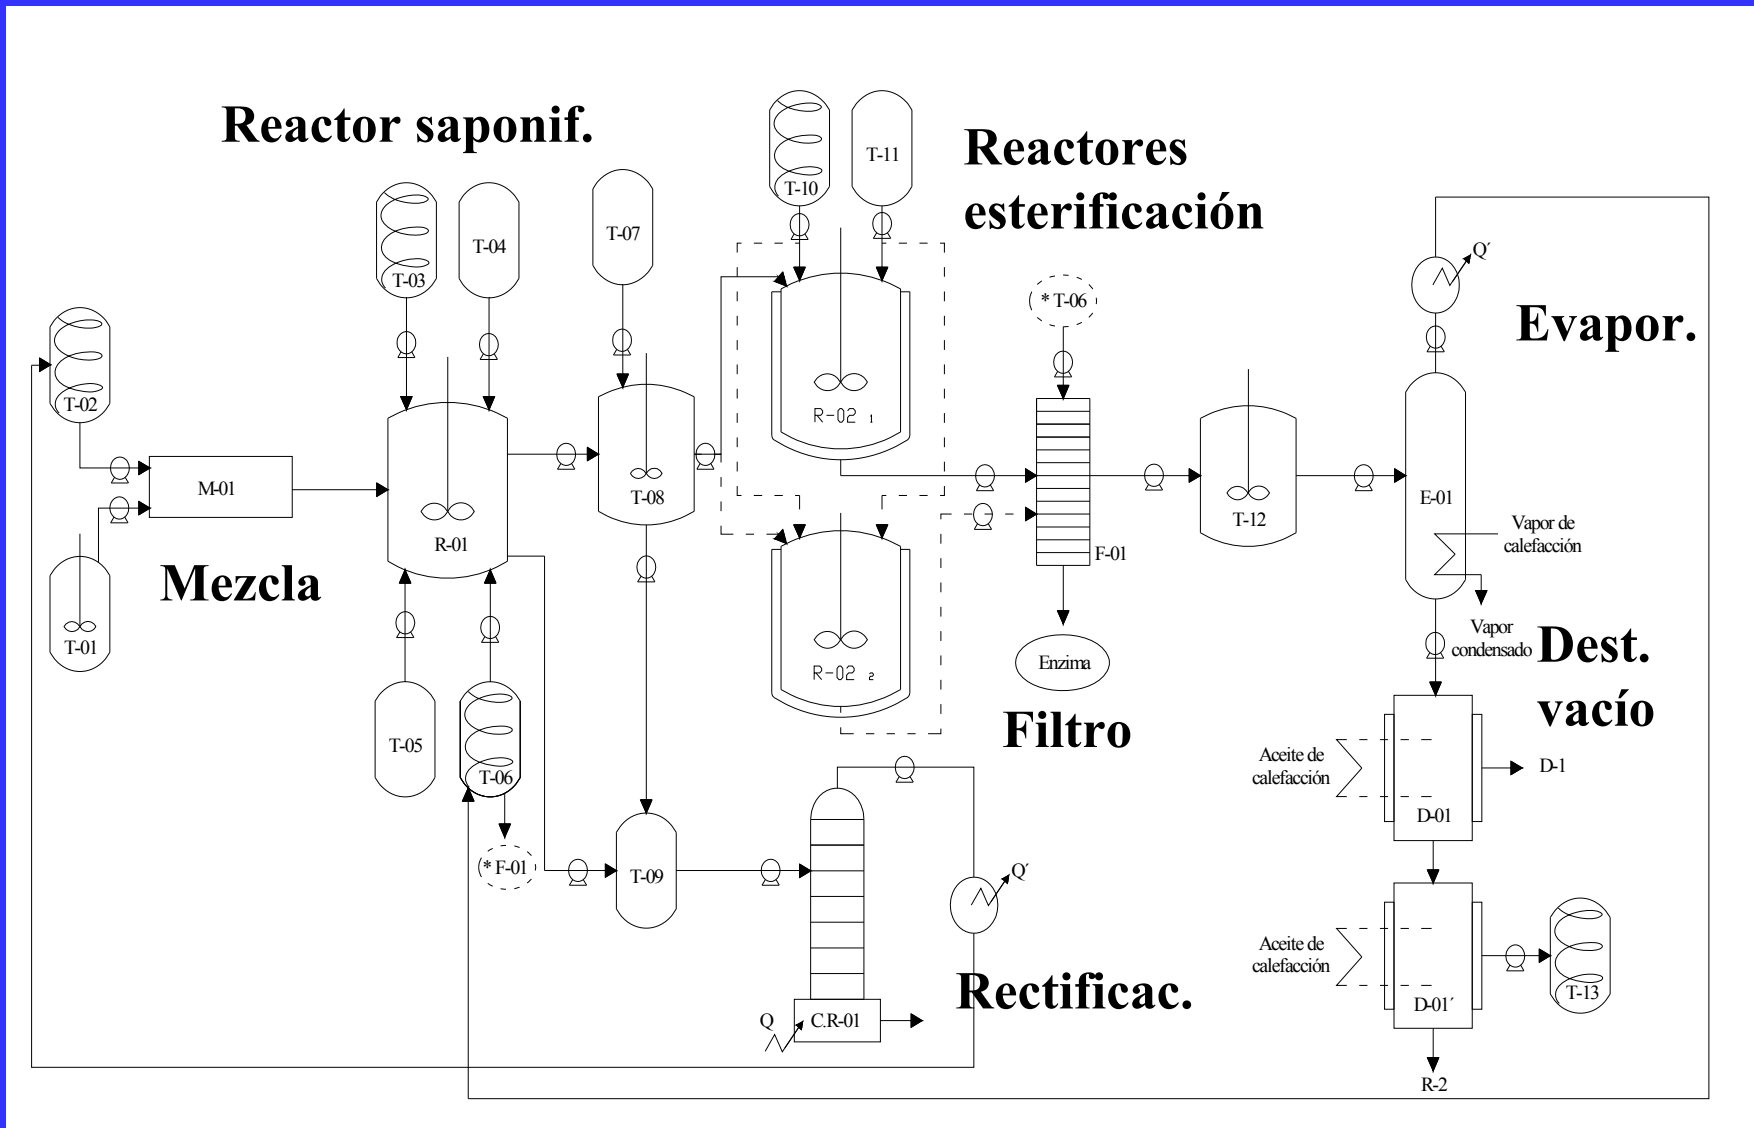 Reactor saponif.
Reactores
esterificación
T-10
T-11
T-03
T-04
T-07
Q´
* T-06
Evapor.
T-02
R-02 1
M-01
T-08
E-01
T-12
Vapor de
calefacción
R-01
F-01
Mezcla
T-01
Enzima
R-02 2
Vapor
condensado
Dest.
vacío
Filtro
T-05
T-06
Aceite de
calefacción
D-1
D-01
* F-01
T-09
Q´
Aceite de
calefacción
D-01´
T-13
Rectificac.
Q
C.R-01
R-2